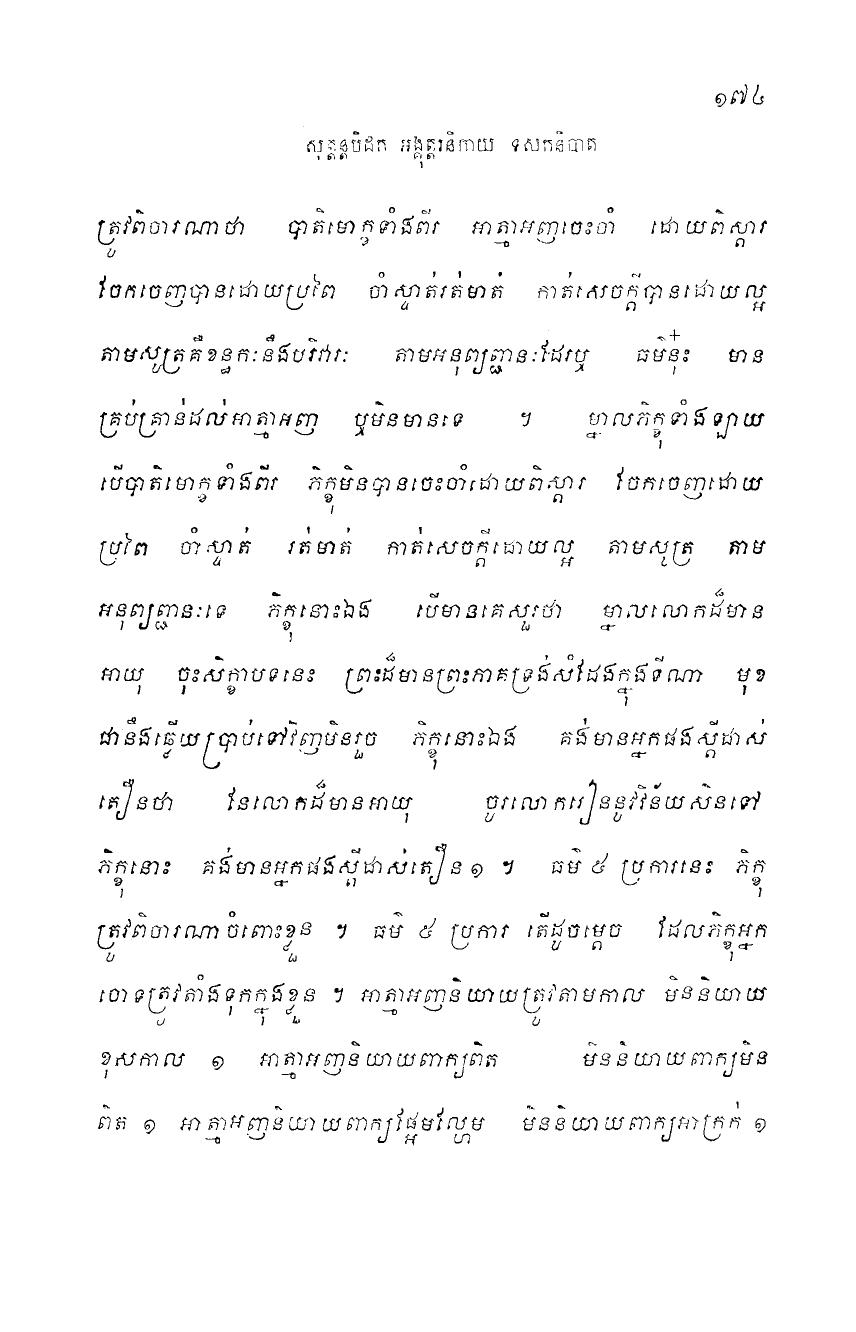 ១៧៤
សុត្តន្តបិដក អង្គុត្តរនិកាយ ទសកនិបាត
ត្រូវពិចារណាថា បាតិមោក្ខទាំងពីរ អាត្មាអញចេះចាំ ដោយពិស្តារ
ចែកចេញបានដោយប្រពៃ ចាំស្ទាត់រត់មាត់ កាត់សេចក្តីបានដោយល្អ
តាមសូត្រគឺខន្ធកៈនឹងបរិវារៈ តាមអនុព្យញ្ជនៈដែរឬ ធម៌នុ៎ះ មាន
គ្រប់គ្រាន់ដល់អាត្មាអញ ឬមិនមានទេ ។ ម្នាលភិក្ខុទាំងឡាយ
បើបាតិមោក្ខទាំងពីរ ភិក្ខុមិនបានចេះចាំដោយពិស្តារ ចែកចេញដោយ
ប្រពៃ ចាំស្ទាត់ រត់មាត់ កាត់សេចក្តីដោយល្អ តាមសូត្រ តាម
អនុព្យញ្ជនៈទេ ភិក្ខុនោះឯង បើមានគេសួរថា ម្នាលលោកដ៏មាន
អាយុ ចុះសិក្ខាបទនេះ ព្រះដ៏មានព្រះភាគទ្រង់សំដែងក្នុងទីណា មុខ
ជានឹងឆ្លើយប្រាប់ទៅវិញមិនរួច ភិក្ខុនោះឯង គង់មានអ្នកផងស្តីដាស់
តឿនថា នែលោកដ៏មានអាយុ ចូរលោករៀននូវវិន័យសិនទៅ
ភិក្ខុនោះ គង់មានអ្នកផងស្តីដាស់តឿន១ ។ ធម៌ ៥ ប្រការនេះ ភិក្ខុ
ត្រូវពិចារណាចំពោះខ្លួន ។ ធម៌ ៥ ប្រការ តើដូចម្តេច ដែលភិក្ខុអ្នក
ចោទត្រូវតាំងទុកក្នុងខ្លួន ។ អាត្មាអញនិយាយត្រូវតាមកាល មិននិយាយ
ខុសកាល ១ អាត្មាអញនិយាយពាក្យពិត មិននិយាយពាក្យមិន
ពិត ១ អាត្មាអញនិយាយពាក្យផ្អែមល្ហែម មិននិយាយពាក្យអាក្រក់ ១